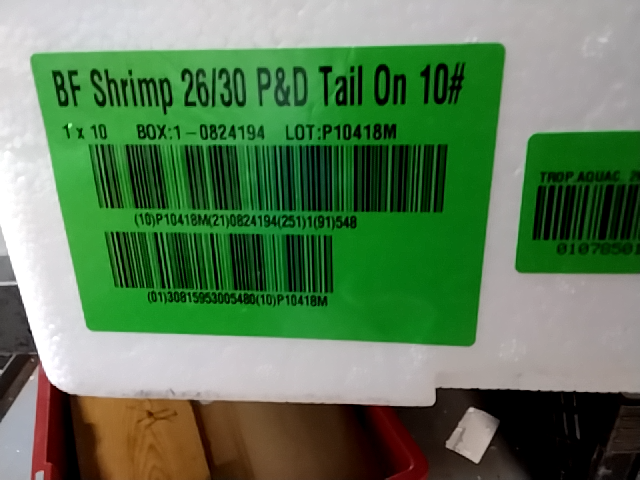 BF Shrimp 26/30 P&D Tail On 10#
1 x 10 BOX:1-0824194 LOT:P10418M
(10)P10418M(21)0824194(251)1(91)548
(01)30815953005480(10)P10418M
TROP.AQUAC.
01078501